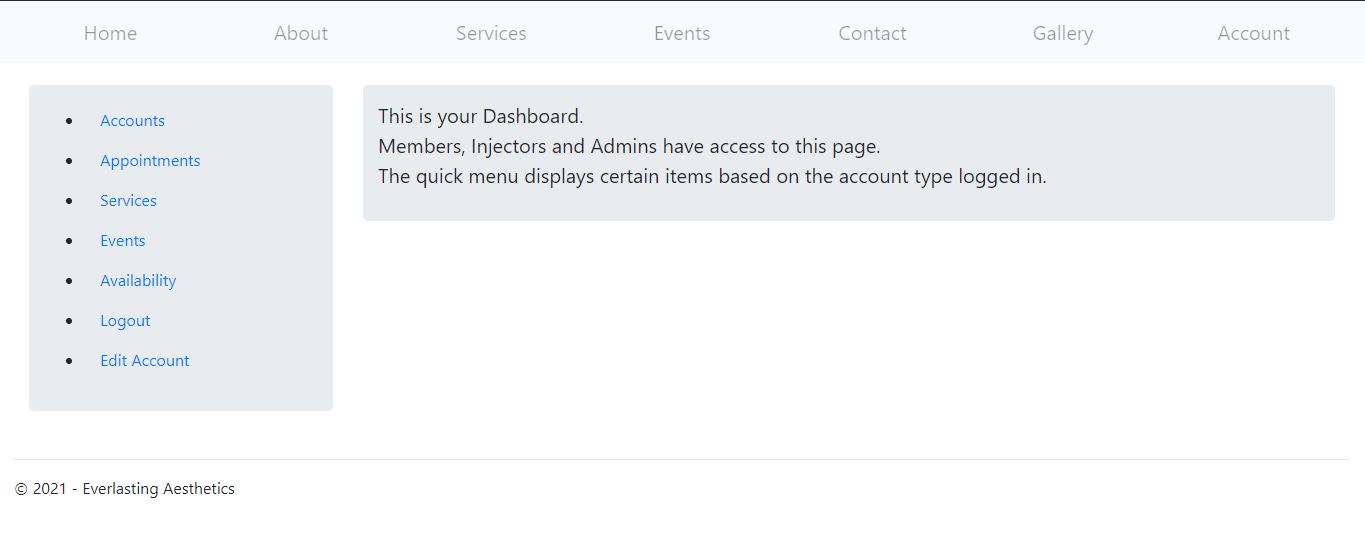 Home About Services Events Contact Gallery Account
Accounts
Appointments
Services
Events
Availability
Logout
Edit Account
This is your Dashboard.
Members, Injectors and Admins have access to this page.
The quick menu displays certain items based on the account type logged in.
© 2021 - Everlasting Aesthetics